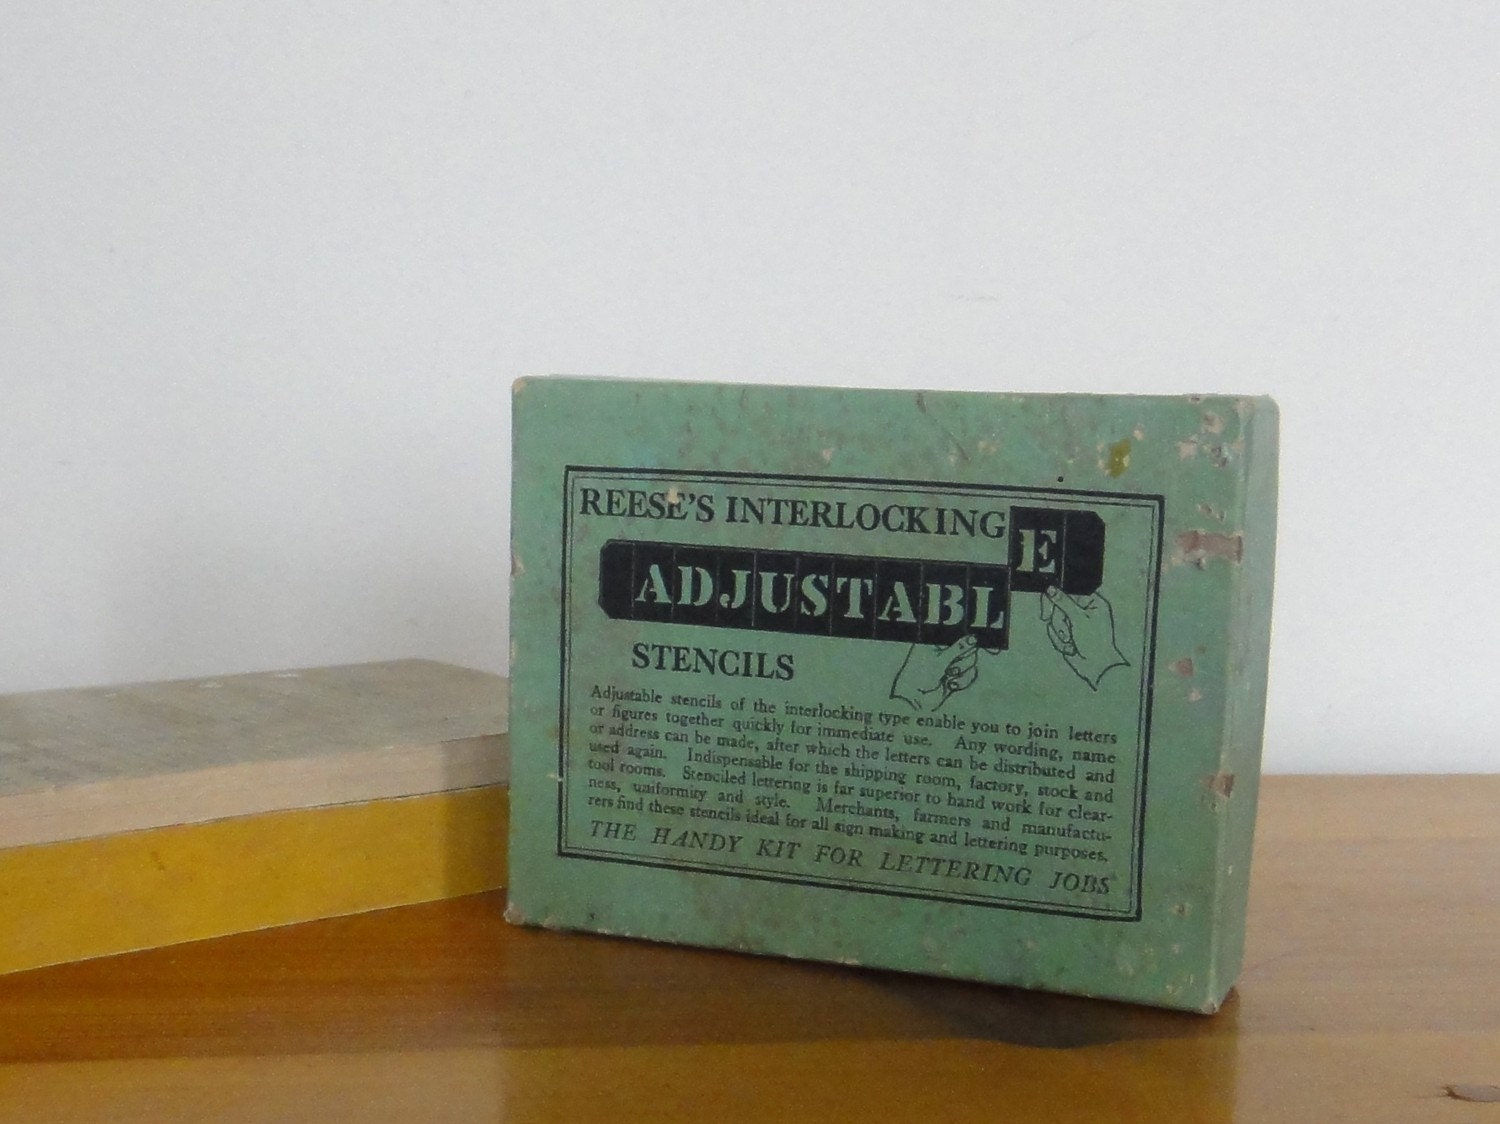 REESE'S INTERLOCKING
ADJUSTABLE
STENCILS
Adjustable stencils of the interlocking type enable you to join letters
or figures together quickly for immediate use. Any wording, name
or address can be made, after which the letters can be distributed and
used again. Indispensable for the shipping room, factory, stock and
tool rooms. Stenciled lettering is far superior to hand work for clear-
ness, uniformity and style. Merchants, farmers and manufactu-
rers find these stencils ideal for all sign making and lettering purposes.
THE HANDY KIT FOR LETTERING JOBS